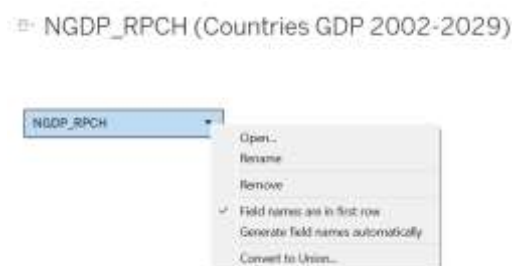 NGDP_RPCH (Countries GDP 2002-2029)
NGDP_RPCH
Open...
Rename
Remove
Field names are in first row
Generate field names automatically
Convert to Union...